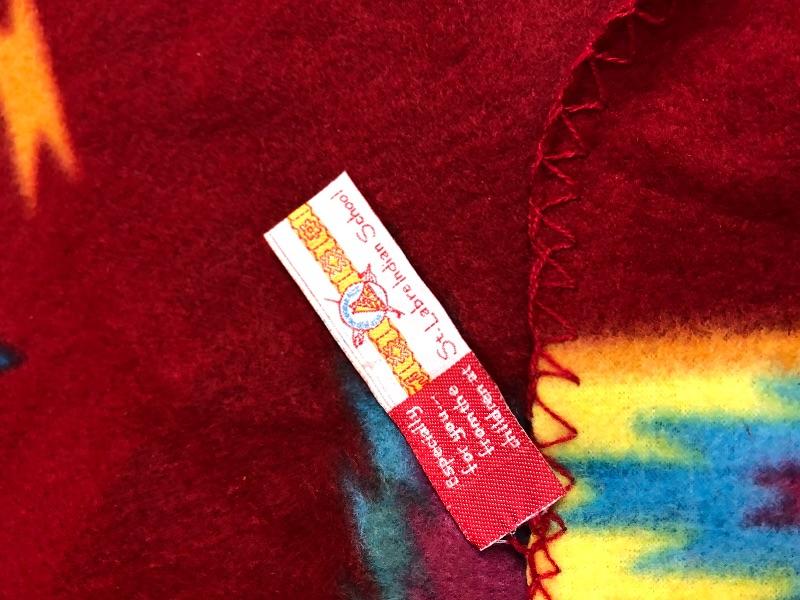 Especially
for you...
from the
children at
St. Labre Indian School